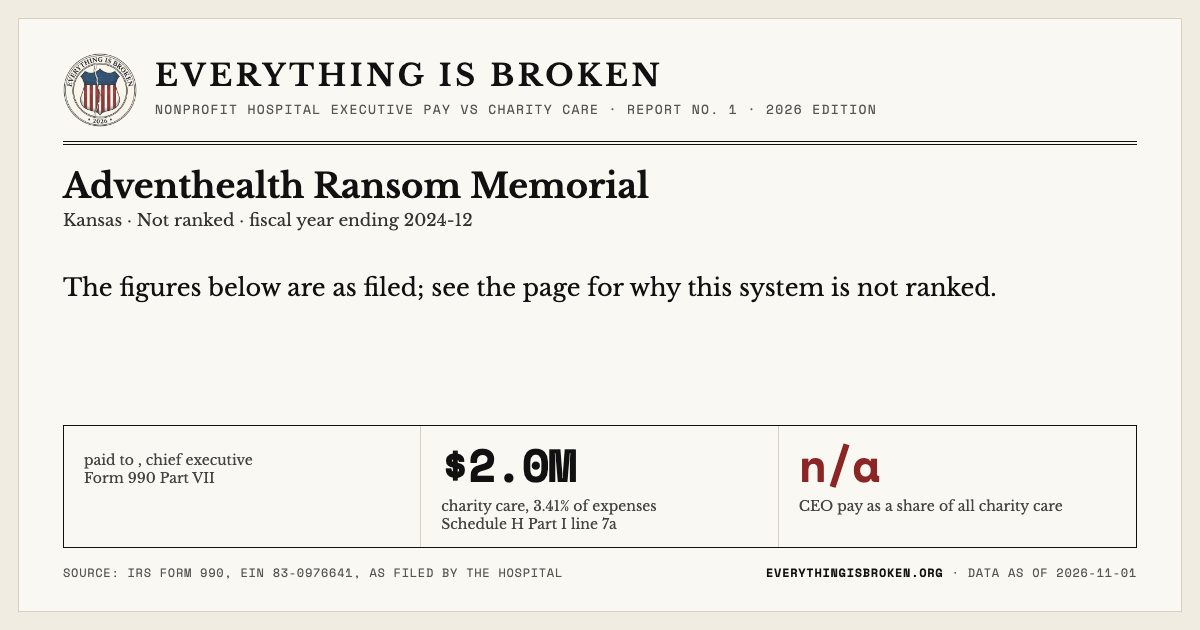 EVERYTHING IS BROKEN
· 2026 ·
EVERYTHING IS BROKEN
NONPROFIT HOSPITAL EXECUTIVE PAY VS CHARITY CARE · REPORT NO. 1 · 2026 EDITION
Adventhealth Ransom Memorial
Kansas · Not ranked · fiscal year ending 2024-12
The figures below are as filed; see the page for why this system is not ranked.
paid to , chief executive
Form 990 Part VII
$2.0M
charity care, 3.41% of expenses
Schedule H Part I line 7a
n/a
CEO pay as a share of all charity care
SOURCE: IRS FORM 990, EIN 83-0976641, AS FILED BY THE HOSPITAL
EVERYTHINGISBROKEN.ORG · DATA AS OF 2026-11-01